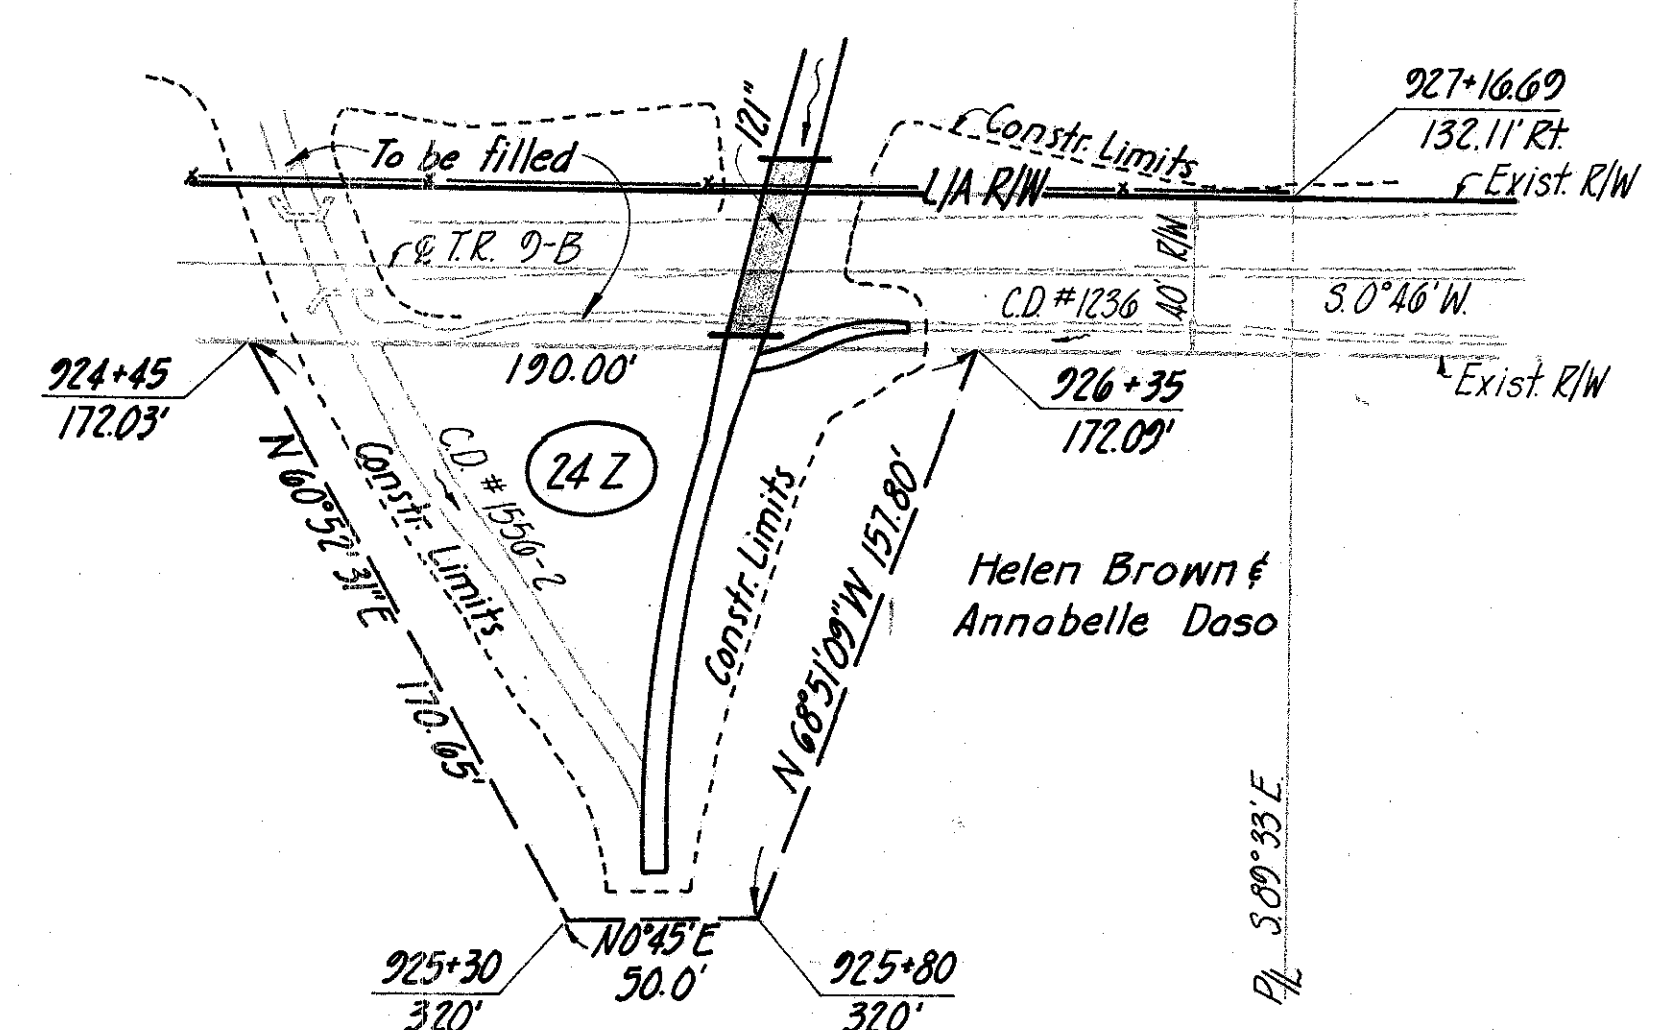 927+16.69
132.11' Rt.
121"
Constr. Limits
To be filled
L/A R/W
Exist. R/W
℄ T.R. 9-B
40' R/W
C.D. #1236
S. 0°46' W.
924+45
172.03'
190.00'
926+35
172.09'
Exist. R/W
24 Z
N 60°52'31"E
170.65'
Constr. Limits
C.D. # 1556-2
Constr. Limits
N 68°51'09"W 157.80'
Helen Brown &
Annabelle Daso
S.89°33'E.
P/L
925+30
320'
N0°45'E
50.0'
925+80
320'